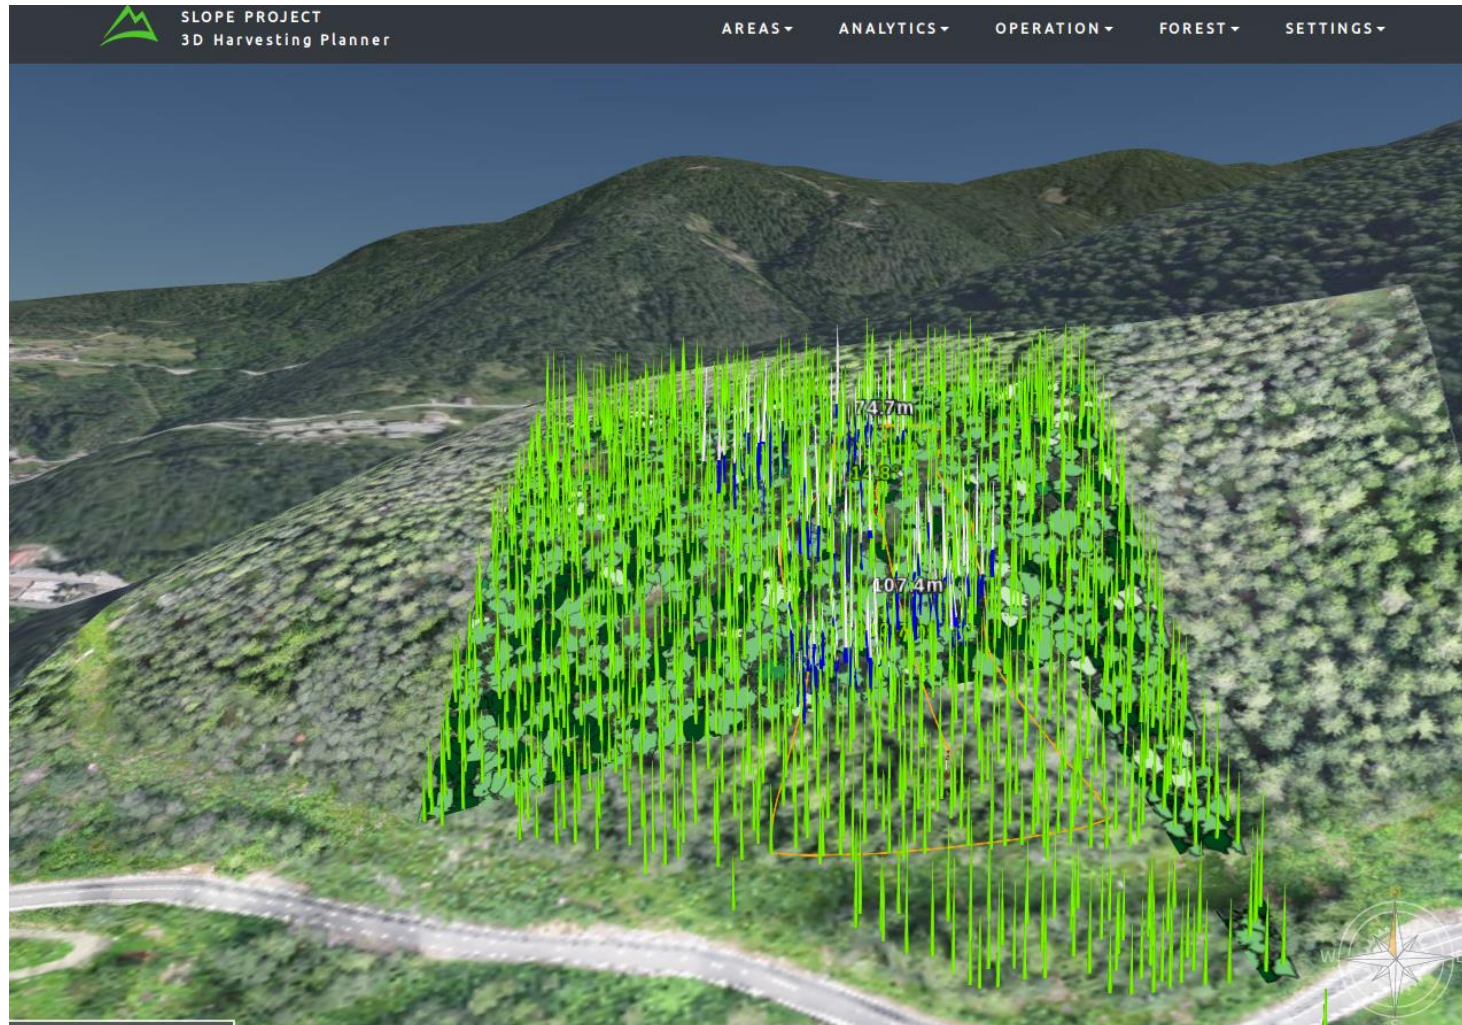 SLOPE PROJECT
3D Harvesting Planner
AREAS
ANALYTICS
OPERATION
FOREST
SETTINGS
74.7m
107.4m
W